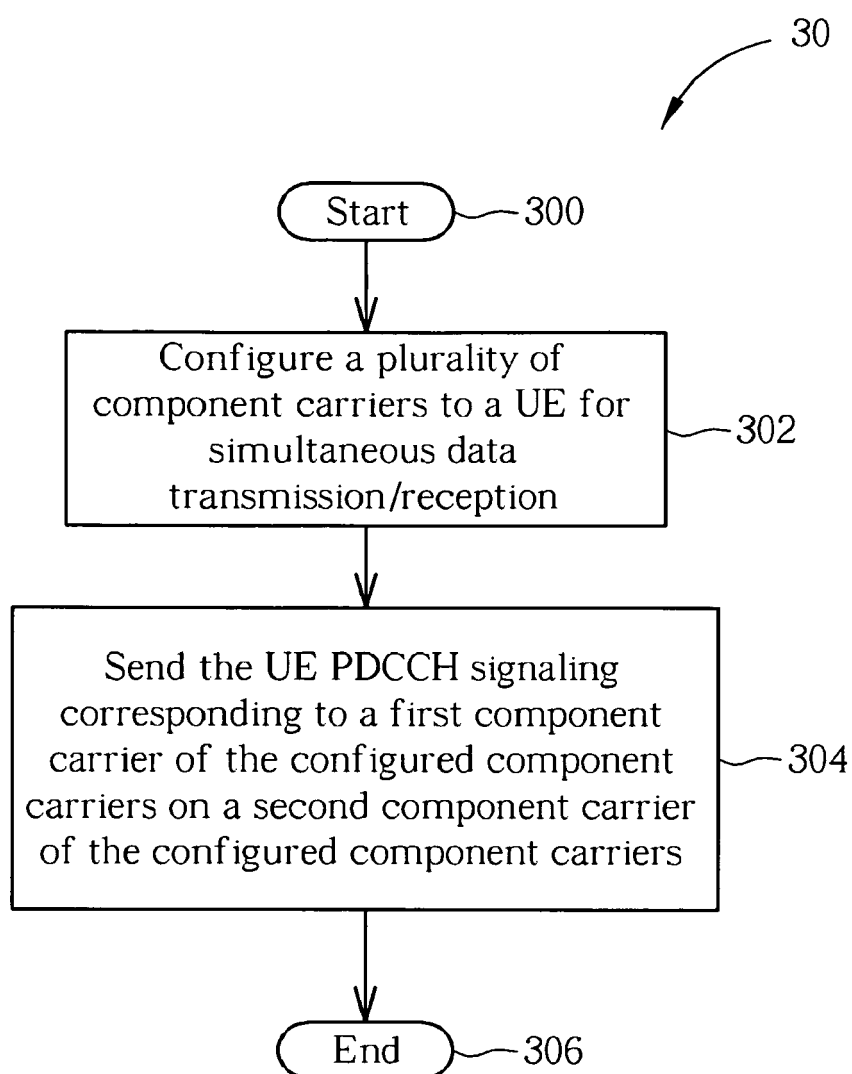 30
Start
300
Configure a plurality of
component carriers to a UE for
simultaneous data
transmission/reception
302
Send the UE PDCCH signaling
corresponding to a first component
carrier of the configured component
carriers on a second component carrier
of the configured component carriers
304
End
306